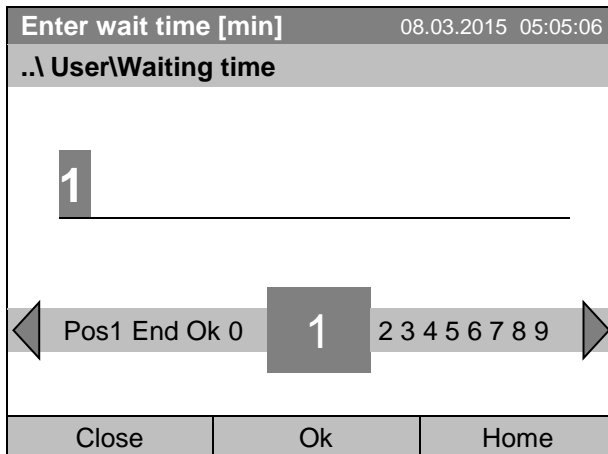 Enter wait time [min] 08.03.2015 05:05:06
..\ User\Waiting time
1
Pos1 End Ok 0 1 2 3 4 5 6 7 8 9
Close Ok Home